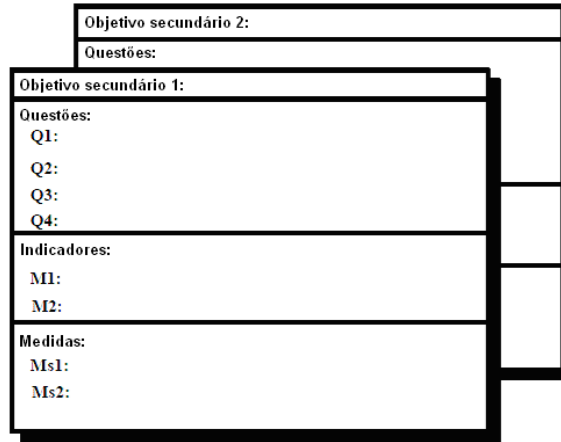 Objetivo secundário 2:
Questões:
Objetivo secundário 1:
Questões:
Q1:
Q2:
Q3:
Q4:
Indicadores:
M1:
M2:
Medidas:
Ms1:
Ms2: